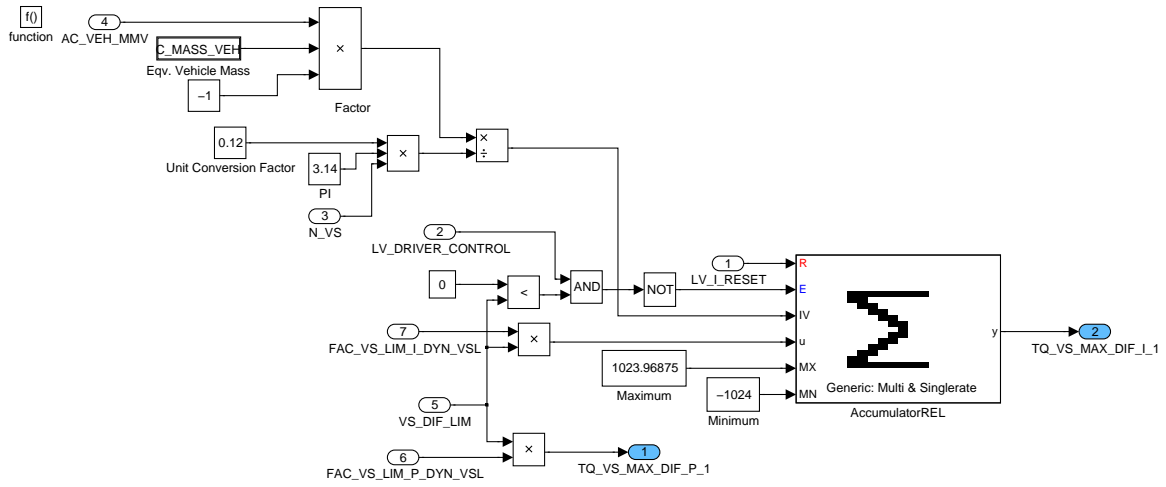 f()
function
4
AC_VEH_MMV
C_MASS_VEH
Eqv. Vehicle Mass
−1
×
Factor
0.12
Unit Conversion Factor
3.14
PI
×
3
N_VS
×
÷
2
LV_DRIVER_CONTROL
0
<
AND
NOT
1
LV_I_RESET
R
E
IV
u
MX
MN
y
Generic: Multi & Singlerate
AccumulatorREL
2
TQ_VS_MAX_DIF_I_1
7
FAC_VS_LIM_I_DYN_VSL
×
1023.96875
Maximum
−1024
Minimum
5
VS_DIF_LIM
6
FAC_VS_LIM_P_DYN_VSL
×
1
TQ_VS_MAX_DIF_P_1